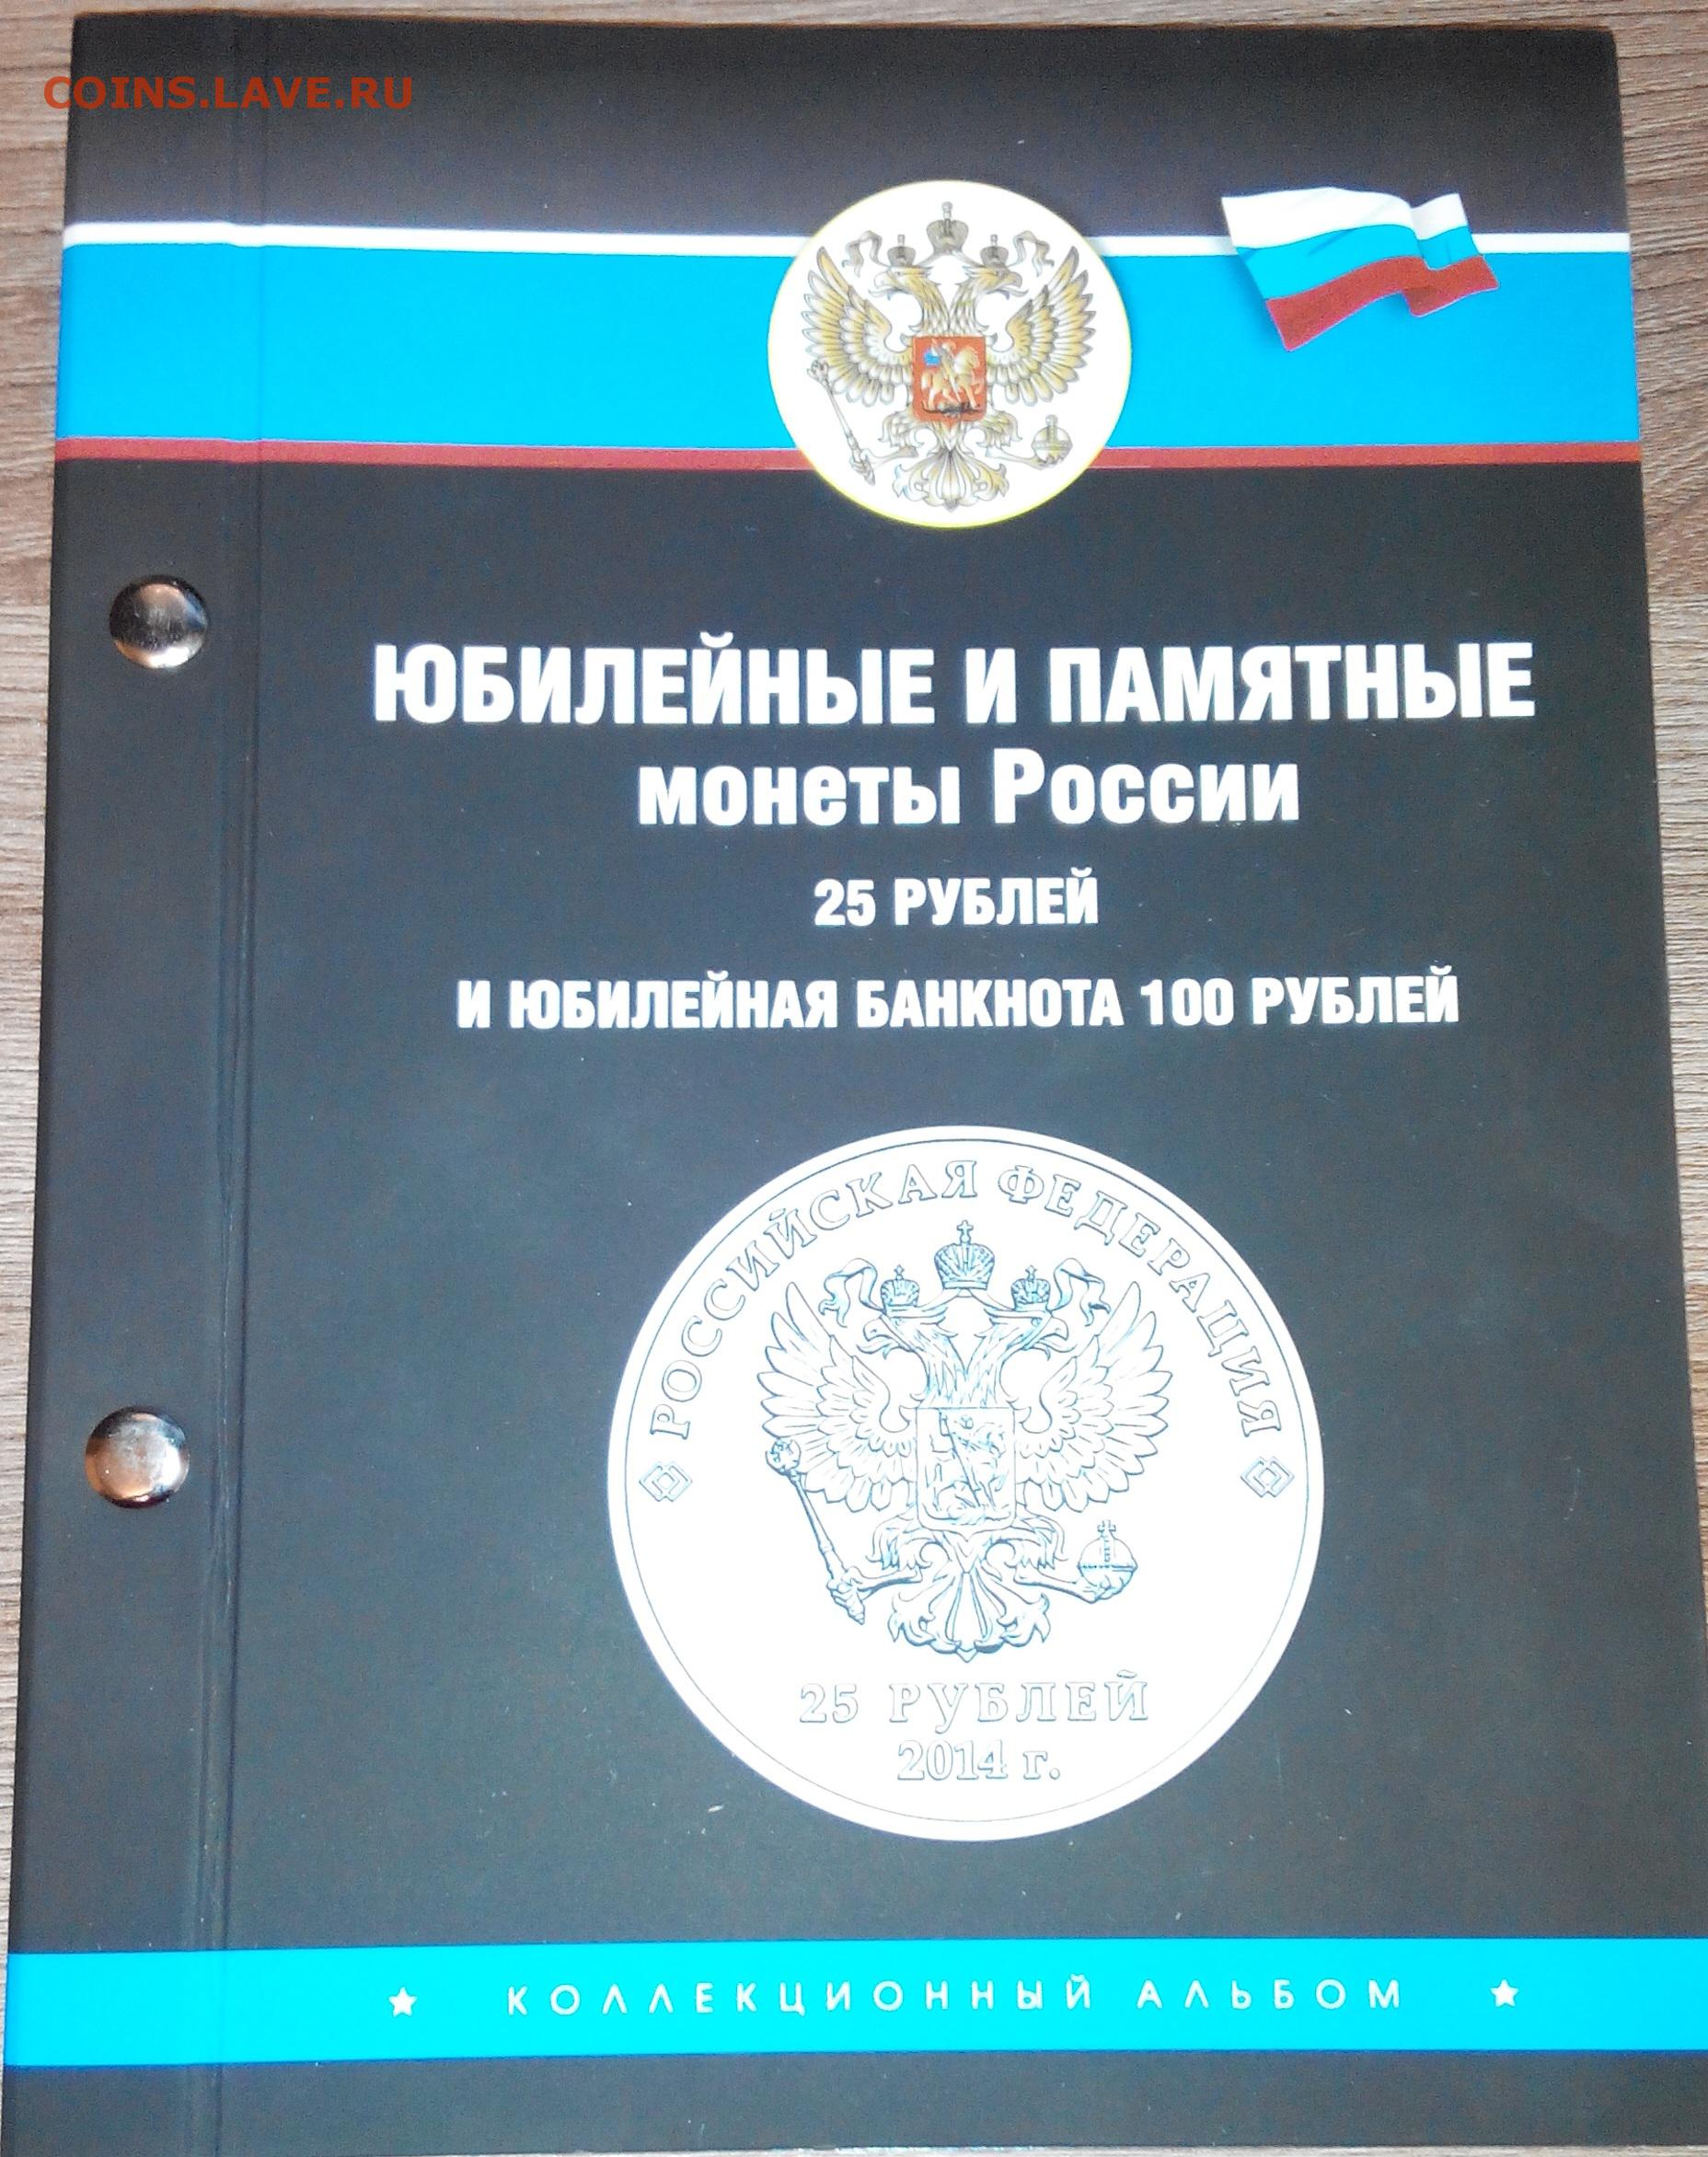 COINS.LAVE.RU
ЮБИЛЕЙНЫЕ И ПАМЯТНЫЕ
монеты России
25 РУБЛЕЙ
И ЮБИЛЕЙНАЯ БАНКНОТА 100 РУБЛЕЙ
РОССИЙСКАЯ ФЕДЕРАЦИЯ
25 РУБЛЕЙ
2014 г.
КОЛЛЕКЦИОННЫЙ АЛЬБОМ